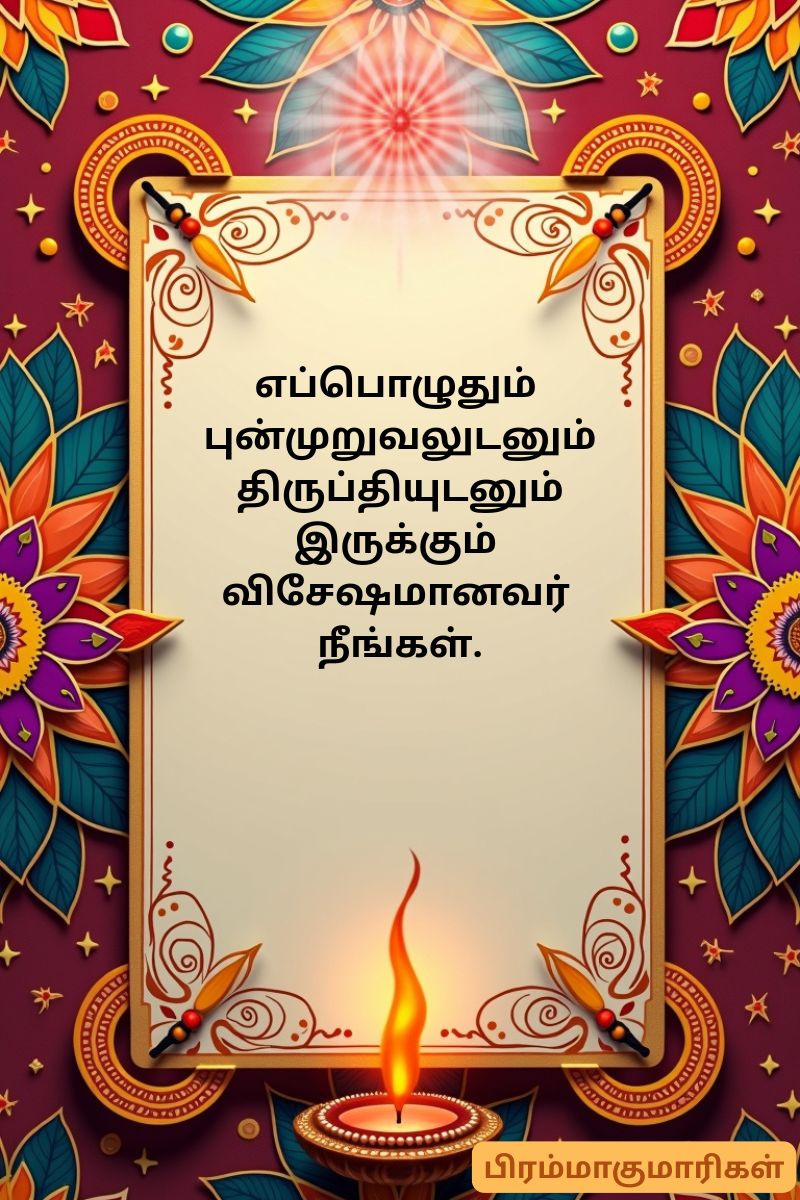 எப்பொழுதும்
புன்முறுவலுடனும்
திருப்தியுடனும்
இருக்கும்
விசேஷமானவர்
நீங்கள்.
பிரம்மாகுமாரிகள்